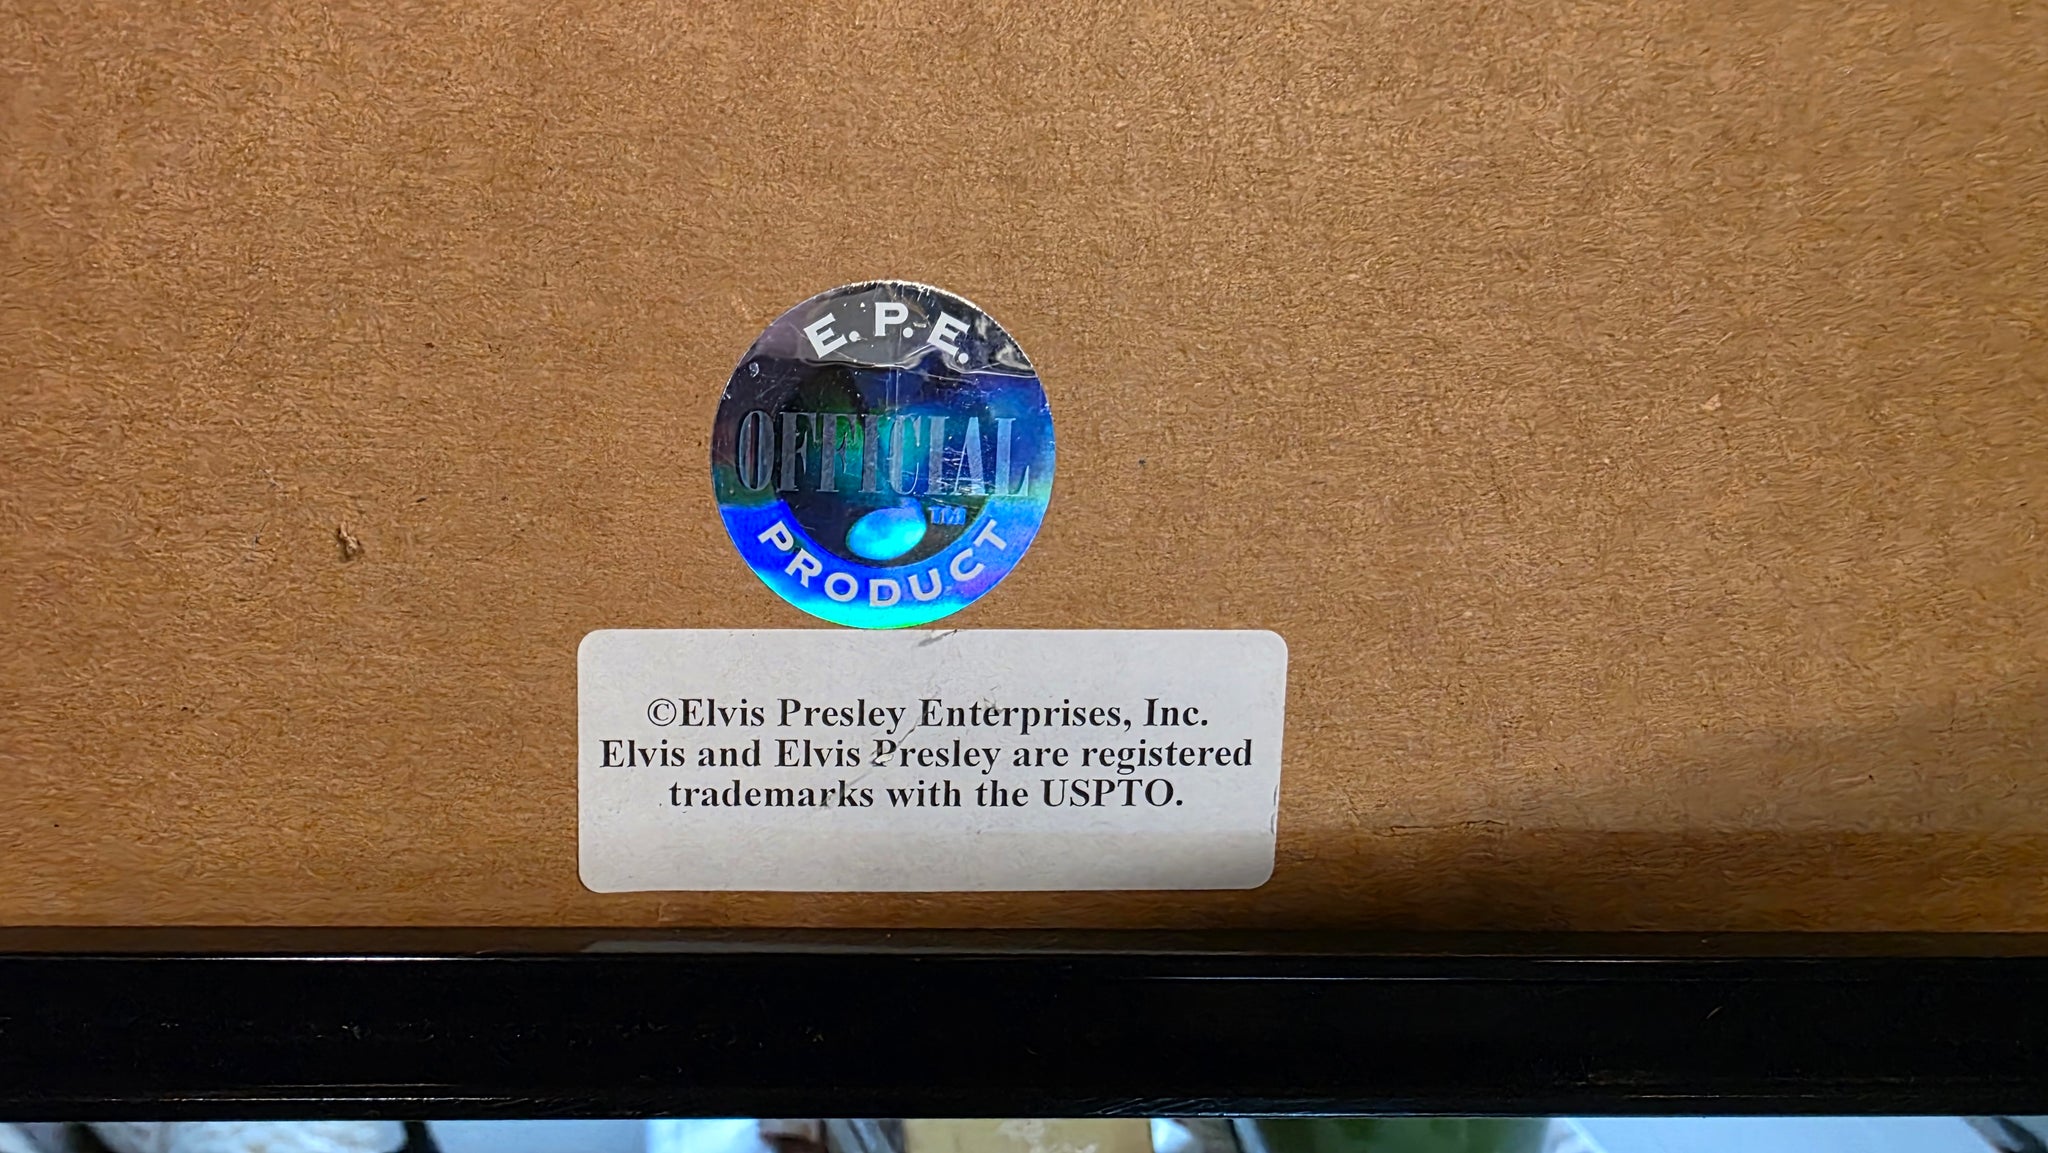 E. P. E.
OFFICIAL
TM
PRODUCT
©Elvis Presley Enterprises, Inc.
Elvis and Elvis Presley are registered
trademarks with the USPTO.